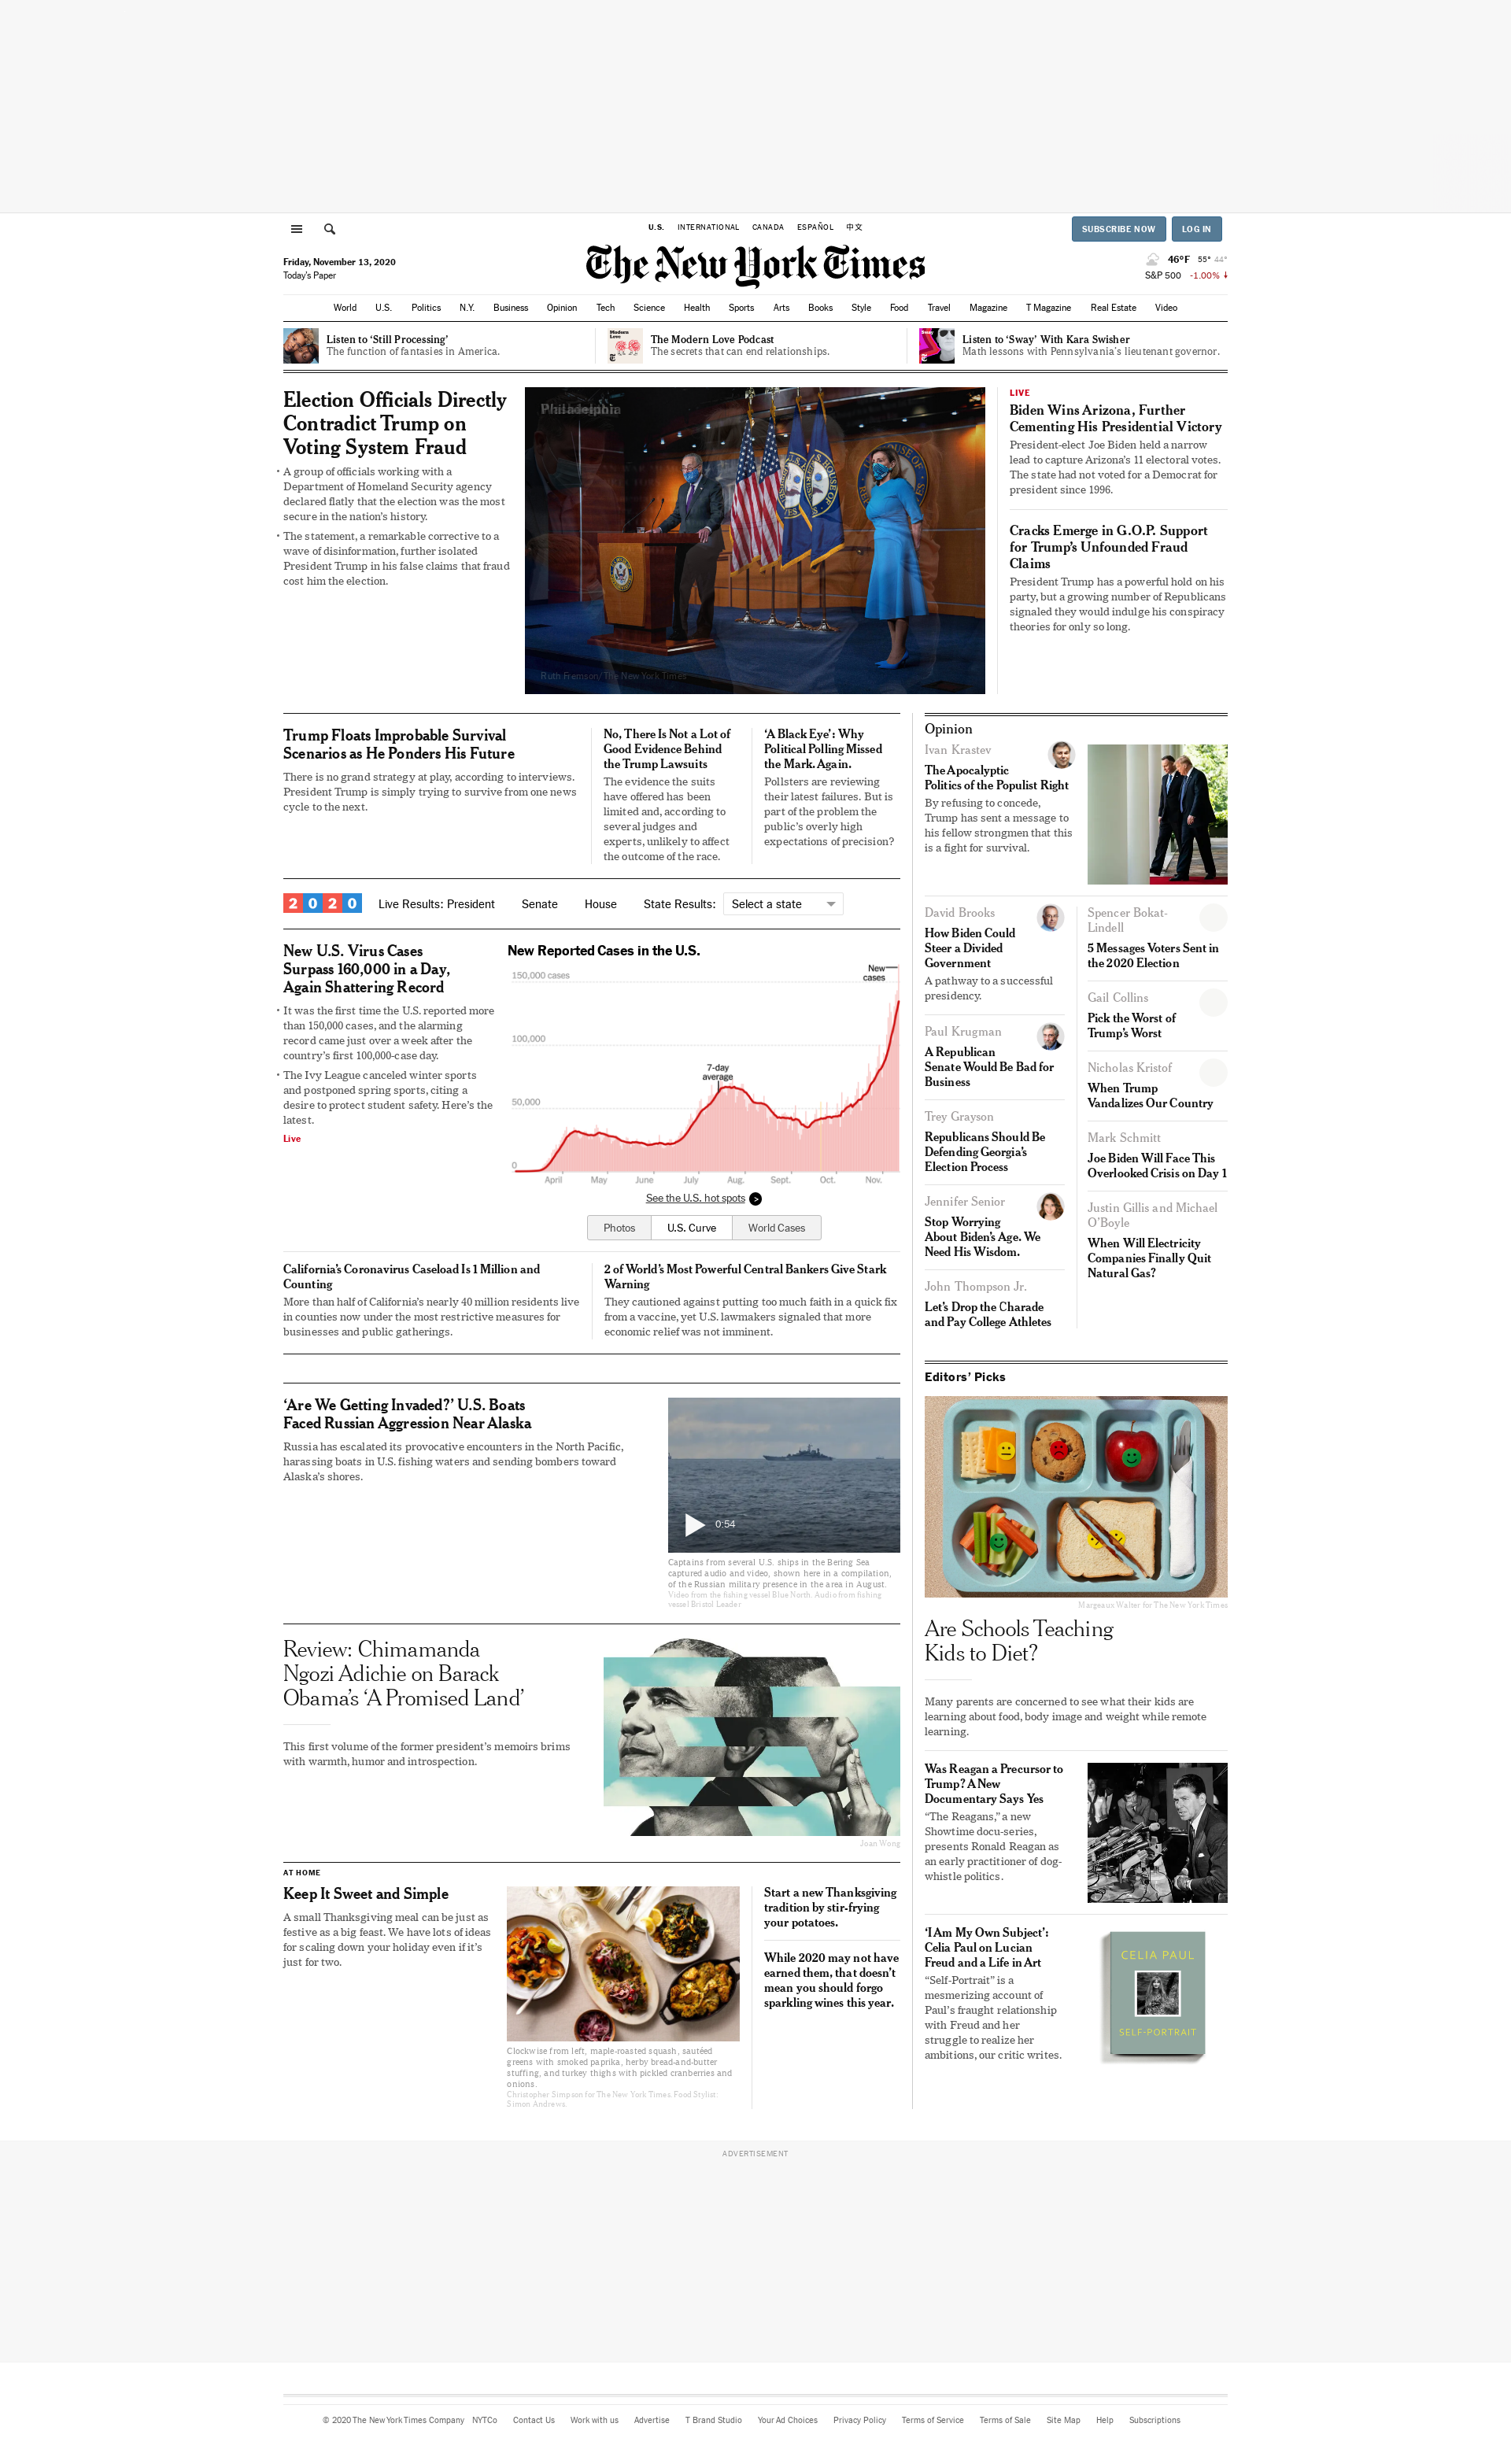 U.S. INTERNATIONAL CANADA ESPAÑOL 中文
SUBSCRIBE NOW LOG IN
Friday, November 13, 2020
Today's Paper
The New York Times
46°F 55° 44°
S&P 500 -1.00%
World U.S. Politics N.Y. Business Opinion Tech Science Health Sports Arts Books Style Food Travel Magazine T Magazine Real Estate Video
Listen to ‘Still Processing’
The function of fantasies in America.
Modern Love
The Modern Love Podcast
The secrets that can end relationships.
Listen to ‘Sway’ With Kara Swisher
Math lessons with Pennsylvania’s lieutenant governor.
Election Officials Directly
Contradict Trump on
Voting System Fraud
• A group of officials working with a
Department of Homeland Security agency
declared flatly that the election was the most
secure in the nation’s history.
• The statement, a remarkable corrective to a
wave of disinformation, further isolated
President Trump in his false claims that fraud
cost him the election.
Ruth Fremson/The New York Times
LIVE
Biden Wins Arizona, Further
Cementing His Presidential Victory
President-elect Joe Biden held a narrow
lead to capture Arizona’s 11 electoral votes.
The state had not voted for a Democrat for
president since 1996.
Cracks Emerge in G.O.P. Support
for Trump’s Unfounded Fraud
Claims
President Trump has a powerful hold on his
party, but a growing number of Republicans
signaled they would indulge his conspiracy
theories for only so long.
Trump Floats Improbable Survival
Scenarios as He Ponders His Future
There is no grand strategy at play, according to interviews.
President Trump is simply trying to survive from one news
cycle to the next.
No, There Is Not a Lot of
Good Evidence Behind
the Trump Lawsuits
The evidence the suits
have offered has been
limited and, according to
several judges and
experts, unlikely to affect
the outcome of the race.
‘A Black Eye’: Why
Political Polling Missed
the Mark. Again.
Pollsters are reviewing
their latest failures. But is
part of the problem the
public’s overly high
expectations of precision?
2020
Live Results: President Senate House State Results: Select a state
New U.S. Virus Cases
Surpass 160,000 in a Day,
Again Shattering Record
• It was the first time the U.S. reported more
than 150,000 cases, and the alarming
record came just over a week after the
country’s first 100,000-case day.
• The Ivy League canceled winter sports
and postponed spring sports, citing a
desire to protect student safety. Here’s the
latest.
Live
New Reported Cases in the U.S.
150,000 cases
New
cases
100,000
7-day
average
50,000
0
April May June July Aug. Sept. Oct. Nov.
See the U.S. hot spots >
Photos U.S. Curve World Cases
California’s Coronavirus Caseload Is 1 Million and
Counting
More than half of California’s nearly 40 million residents live
in counties now under the most restrictive measures for
businesses and public gatherings.
2 of World’s Most Powerful Central Bankers Give Stark
Warning
They cautioned against putting too much faith in a quick fix
from a vaccine, yet U.S. lawmakers signaled that more
economic relief was not imminent.
‘Are We Getting Invaded?’ U.S. Boats
Faced Russian Aggression Near Alaska
Russia has escalated its provocative encounters in the North Pacific,
harassing boats in U.S. fishing waters and sending bombers toward
Alaska’s shores.
0:54
Captains from several U.S. ships in the Bering Sea
captured audio and video, shown here in a compilation,
of the Russian military presence in the area in August.
Video from the fishing vessel Blue North. Audio from fishing
vessel Bristol Leader.
Review: Chimamanda
Ngozi Adichie on Barack
Obama’s ‘A Promised Land’
This first volume of the former president’s memoirs brims
with warmth, humor and introspection.
Joan Wong
AT HOME
Keep It Sweet and Simple
A small Thanksgiving meal can be just as
festive as a big feast. We have lots of ideas
for scaling down your holiday even if it’s
just for two.
Clockwise from left, maple-roasted squash, sautéed
greens with smoked paprika, herby bread-and-butter
stuffing, and turkey thighs with pickled cranberries and
onions.
Christopher Simpson for The New York Times. Food Stylist:
Simon Andrews.
Start a new Thanksgiving
tradition by stir-frying
your potatoes.
While 2020 may not have
earned them, that doesn’t
mean you should forgo
sparkling wines this year.
Opinion
Ivan Krastev
The Apocalyptic
Politics of the Populist Right
By refusing to concede,
Trump has sent a message to
his fellow strongmen that this
is a fight for survival.
David Brooks
How Biden Could
Steer a Divided
Government
A pathway to a successful
presidency.
Paul Krugman
A Republican
Senate Would Be Bad for
Business
Trey Grayson
Republicans Should Be
Defending Georgia’s
Election Process
Jennifer Senior
Stop Worrying
About Biden’s Age. We
Need His Wisdom.
John Thompson Jr.
Let’s Drop the Charade
and Pay College Athletes
Spencer Bokat-
Lindell
5 Messages Voters Sent in
the 2020 Election
Gail Collins
Pick the Worst of
Trump’s Worst
Nicholas Kristof
When Trump
Vandalizes Our Country
Mark Schmitt
Joe Biden Will Face This
Overlooked Crisis on Day 1
Justin Gillis and Michael
O’Boyle
When Will Electricity
Companies Finally Quit
Natural Gas?
Editors’ Picks
Margeaux Walter for The New York Times
Are Schools Teaching
Kids to Diet?
Many parents are concerned to see what their kids are
learning about food, body image and weight while remote
learning.
Was Reagan a Precursor to
Trump? A New
Documentary Says Yes
“The Reagans,” a new
Showtime docu-series,
presents Ronald Reagan as
an early practitioner of dog-
whistle politics.
‘I Am My Own Subject’:
Celia Paul on Lucian
Freud and a Life in Art
“Self-Portrait” is a
mesmerizing account of
Paul’s fraught relationship
with Freud and her
struggle to realize her
ambitions, our critic writes.
CELIA PAUL
SELF-PORTRAIT
ADVERTISEMENT
© 2020 The New York Times Company NYTCo Contact Us Work with us Advertise T Brand Studio Your Ad Choices Privacy Policy Terms of Service Terms of Sale Site Map Help Subscriptions